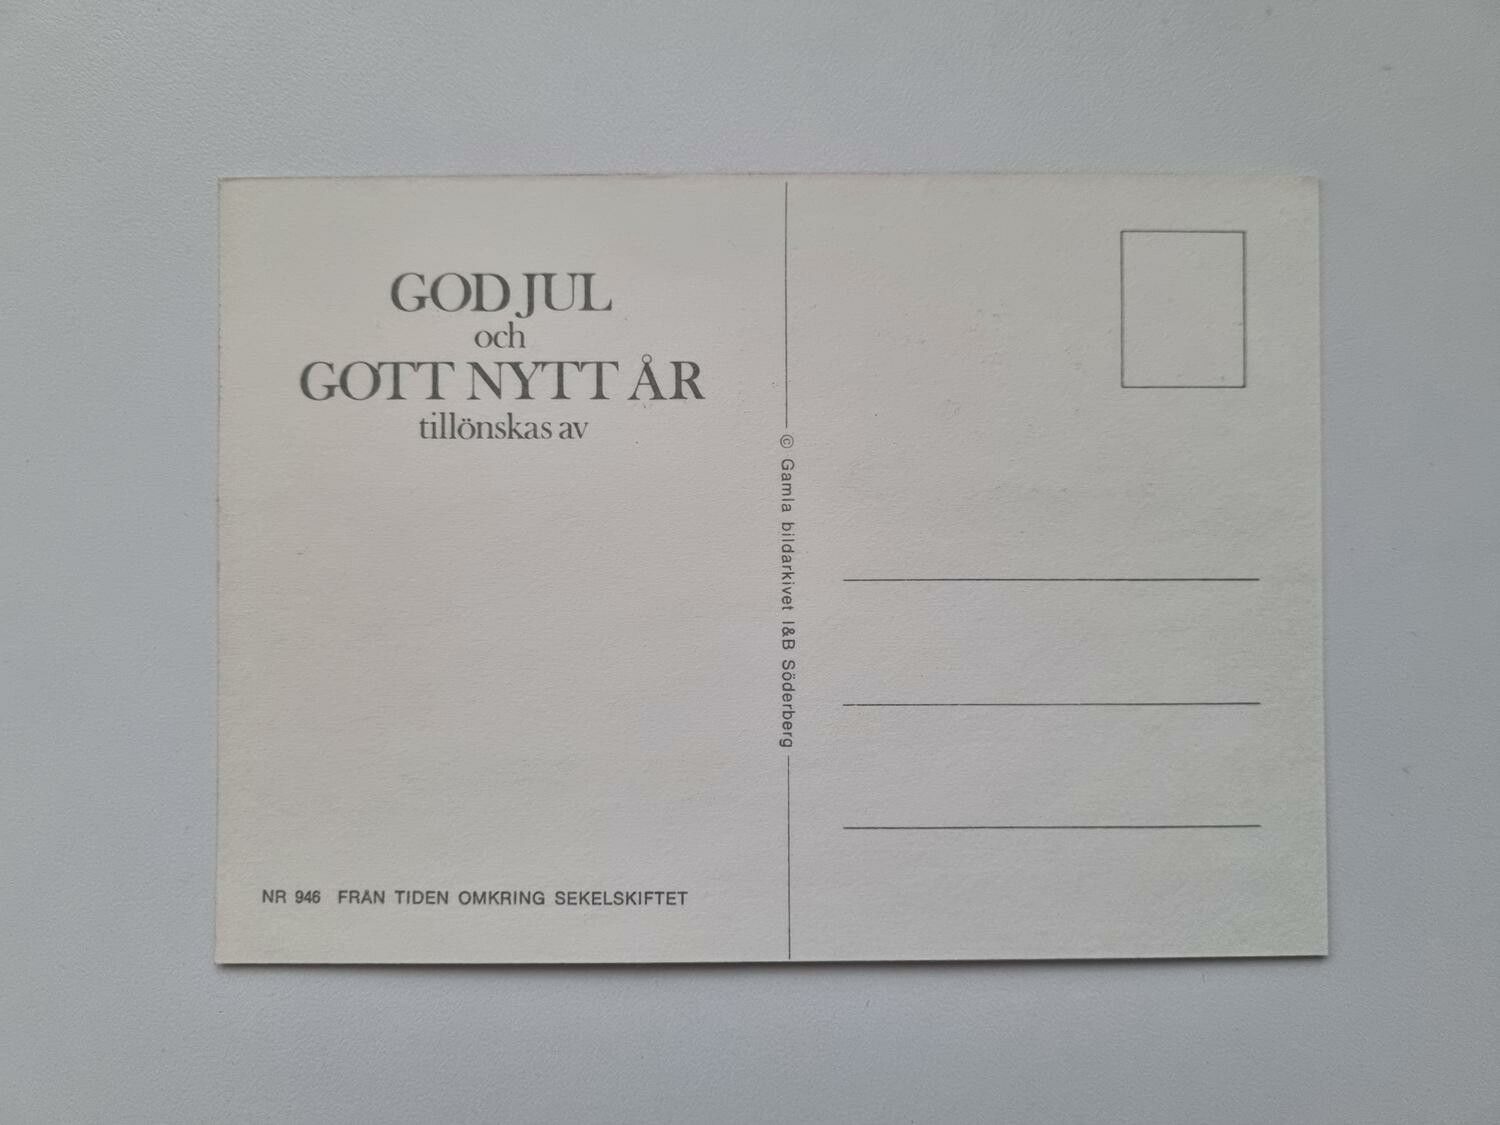 GOD JUL
och
GOTT NYTT ÅR
tillönskas av
NR 946 FRÅN TIDEN OMKRING SEKELSKIFTET
© Gamla bildarkivet I&B Söderberg